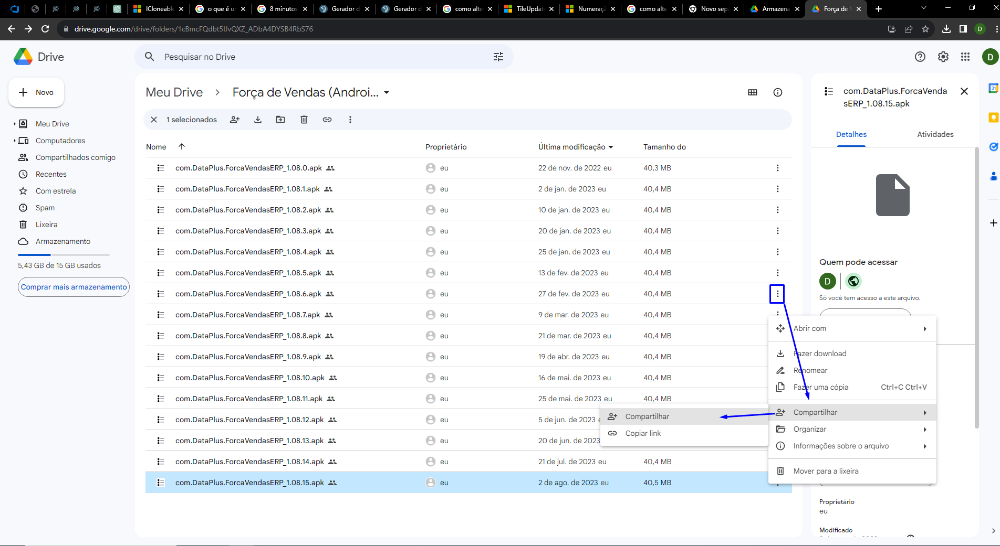 ICloneable
o que é ur
8 minutos
Gerador d
Gerador d
como alte
TileUpdat
Numeraçã
como alte
Novo sepa
Armazena
Força de V
drive.google.com/drive/folders/1cBmcFQdbt5IJvQXZ_ADbA4DYSB4RbS76
D
Drive
Pesquisar no Drive
D
Novo
Meu Drive
Computadores
Compartilhados comigo
Recentes
Com estrela
Spam
Lixeira
Armazenamento
5,43 GB de 15 GB usados
Comprar mais armazenamento
Meu Drive
Força de Vendas (Androi...
1 selecionados
Nome Proprietário Última modificação Tamanho do
com.DataPlus.ForcaVendasERP_1.08.0.apk eu 22 de nov. de 2022 eu 40,3 MB
com.DataPlus.ForcaVendasERP_1.08.1.apk eu 2 de jan. de 2023 eu 40,4 MB
com.DataPlus.ForcaVendasERP_1.08.2.apk eu 10 de jan. de 2023 eu 40,4 MB
com.DataPlus.ForcaVendasERP_1.08.3.apk eu 20 de jan. de 2023 eu 40,4 MB
com.DataPlus.ForcaVendasERP_1.08.4.apk eu 25 de jan. de 2023 eu 40,4 MB
com.DataPlus.ForcaVendasERP_1.08.5.apk eu 13 de fev. de 2023 eu 40,4 MB
com.DataPlus.ForcaVendasERP_1.08.6.apk eu 27 de fev. de 2023 eu 40,4 MB
com.DataPlus.ForcaVendasERP_1.08.7.apk eu 9 de mar. de 2023 eu 40,4 MB
com.DataPlus.ForcaVendasERP_1.08.8.apk eu 21 de mar. de 2023 eu 40,4 MB
com.DataPlus.ForcaVendasERP_1.08.9.apk eu 19 de abr. de 2023 eu 40,4 MB
com.DataPlus.ForcaVendasERP_1.08.10.apk eu 16 de mai. de 2023 eu 40,4 MB
com.DataPlus.ForcaVendasERP_1.08.11.apk eu 25 de mai. de 2023 eu 40,4 MB
com.DataPlus.ForcaVendasERP_1.08.12.apk eu 5 de jun. de 2023
com.DataPlus.ForcaVendasERP_1.08.13.apk eu 20 de jun. de 2023
com.DataPlus.ForcaVendasERP_1.08.14.apk eu 21 de jul. de 2023 eu 40,4 MB
com.DataPlus.ForcaVendasERP_1.08.15.apk eu 2 de ago. de 2023 eu 40,5 MB
Compartilhar
Copiar link
Abrir com
Fazer download
Renomear
Fazer uma cópia Ctrl+C Ctrl+V
Compartilhar
Organizar
Informações sobre o arquivo
Mover para a lixeira
com.DataPlus.ForcaVenda
sERP_1.08.15.apk
Detalhes Atividades
Quem pode acessar
D
Só você tem acesso a este arquivo.
Proprietário
eu
Modificado
31